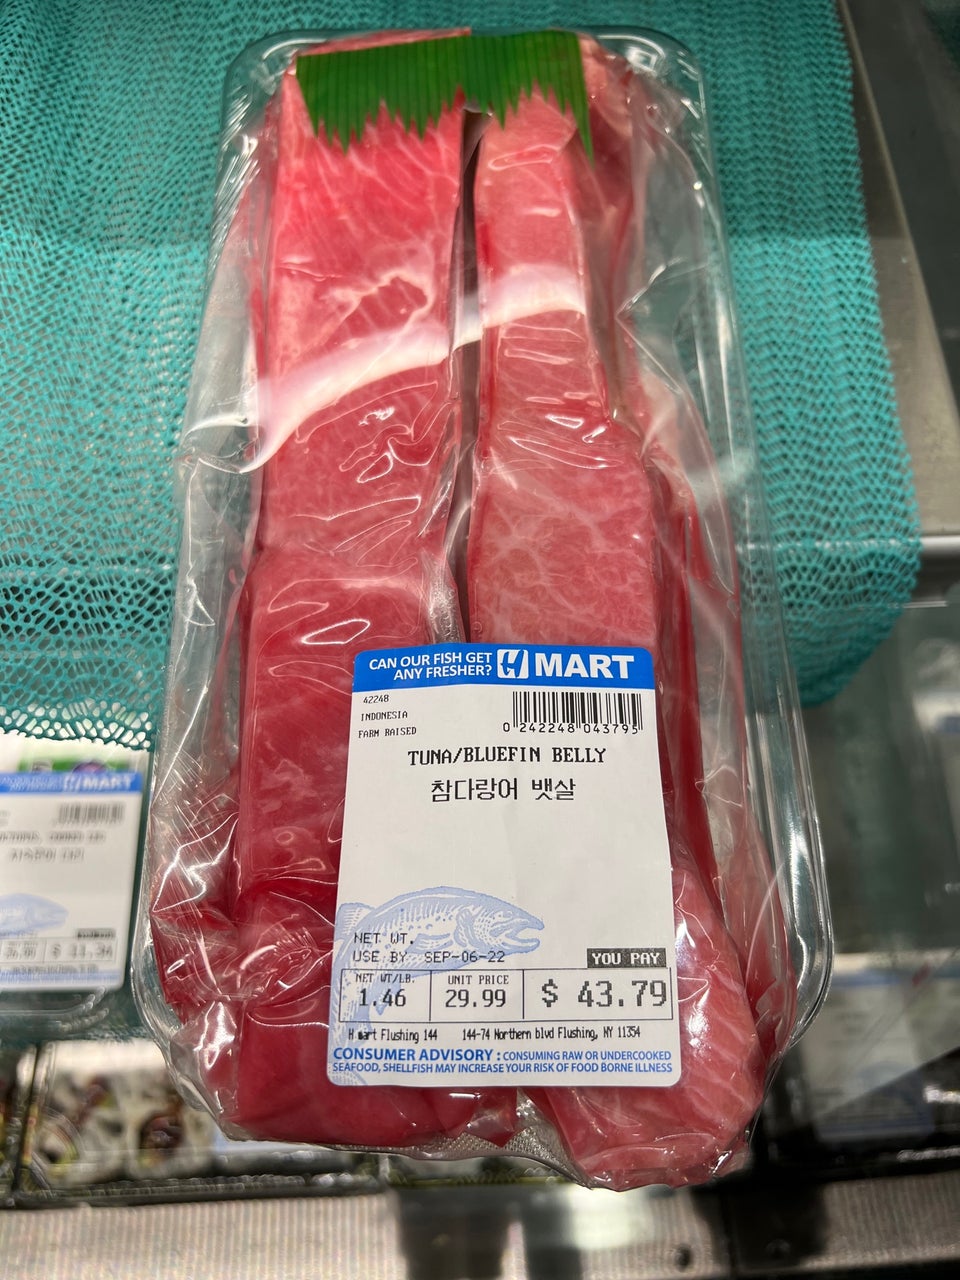 CAN OUR FISH GET
ANY FRESHER?
H MART
42248
INDONESIA
FARM RAISED
0 242248 043795
TUNA/BLUEFIN BELLY
참다랑어 뱃살
NET WT.
USE BY SEP-06-22
YOU PAY
NET WT/LB. UNIT PRICE
1.46 29.99 $ 43.79
H mart Flushing 144 144-74 Northern blvd Flushing, NY 11354
CONSUMER ADVISORY : CONSUMING RAW OR UNDERCOOKED
SEAFOOD, SHELLFISH MAY INCREASE YOUR RISK OF FOOD BORNE ILLNESS
MART
$ 11.34